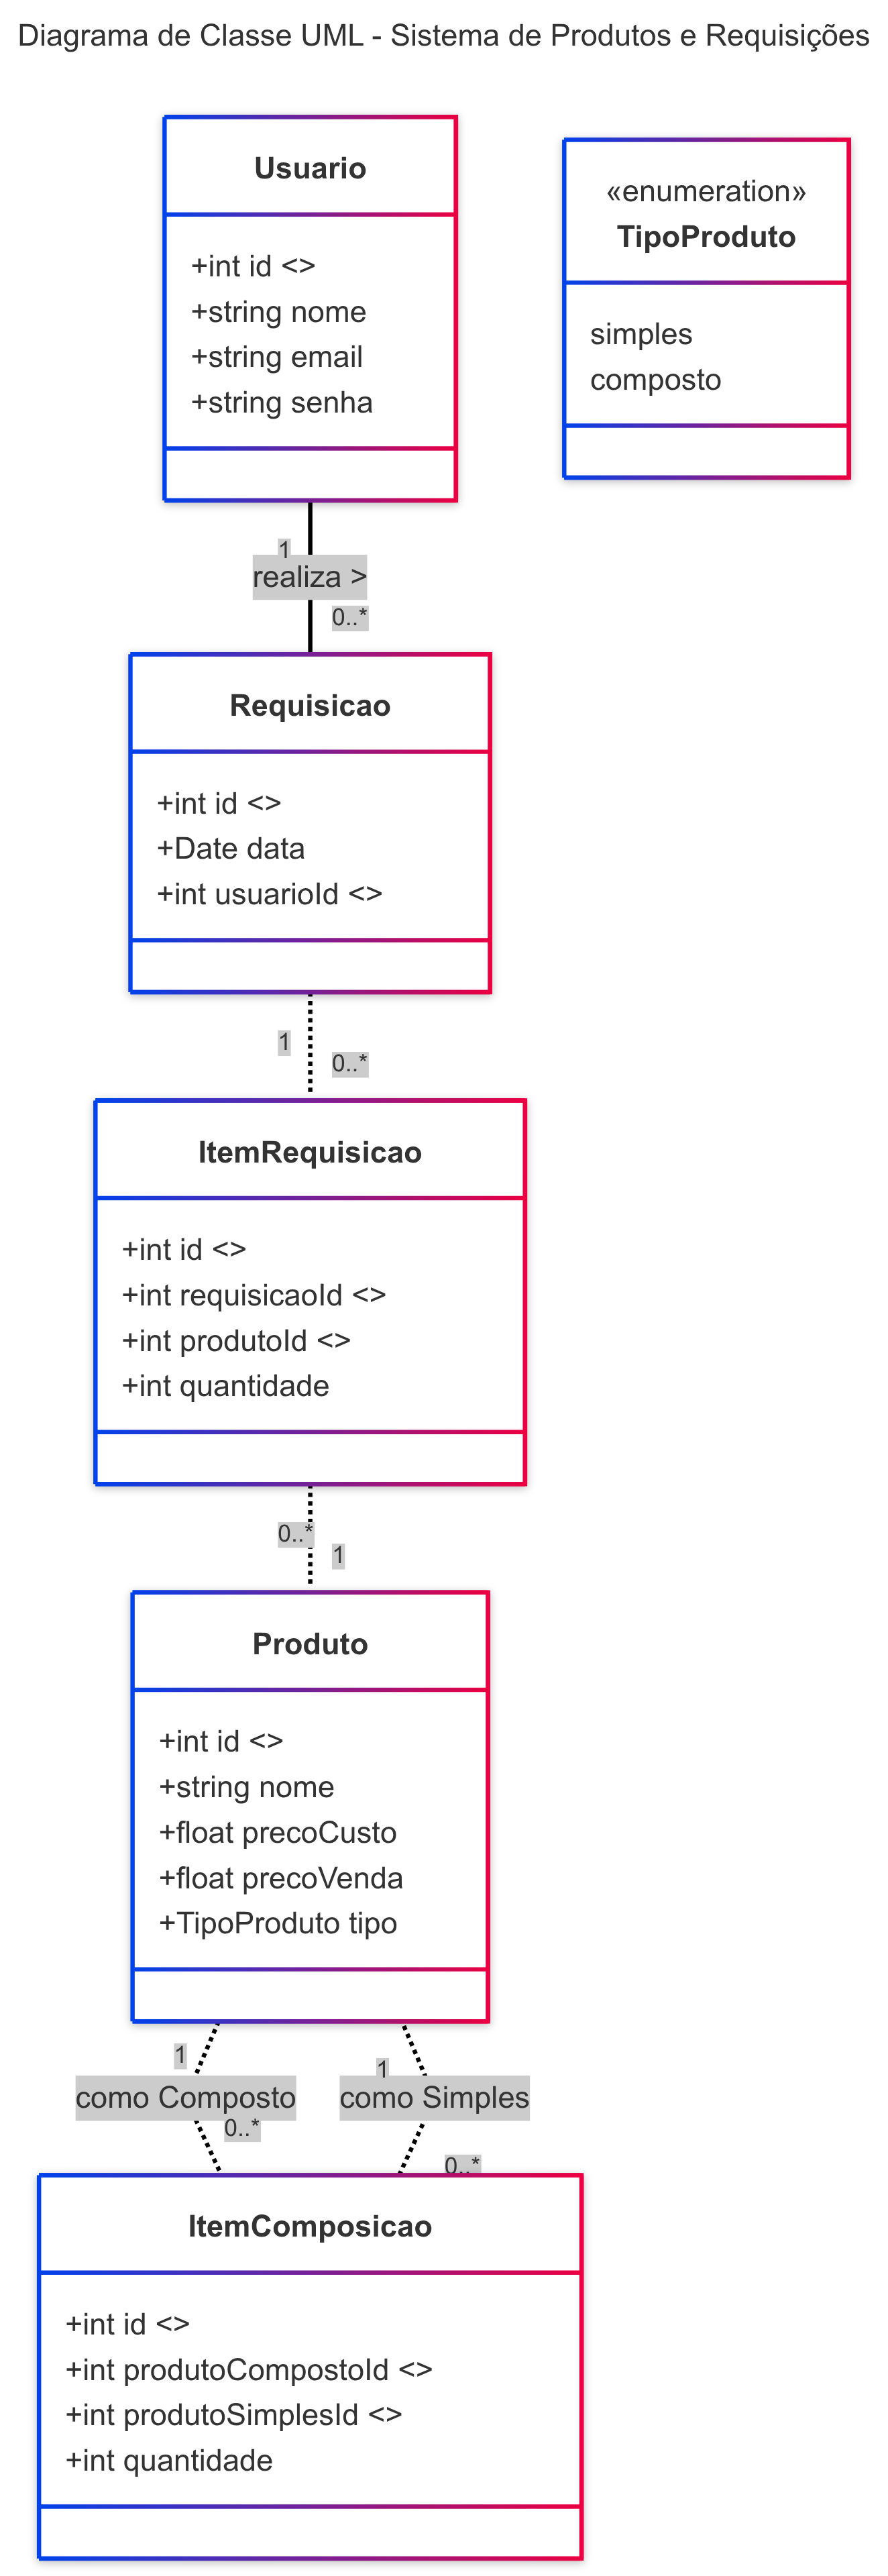 Diagrama de Classe UML - Sistema de Produtos e Requisições
Usuario
+int id <>
+string nome
+string email
+string senha
«enumeration»
TipoProduto
simples
composto
1
realiza >
0..*
Requisicao
+int id <>
+Date data
+int usuarioId <>
1
0..*
ItemRequisicao
+int id <>
+int requisicaoId <>
+int produtoId <>
+int quantidade
0..*
1
Produto
+int id <>
+string nome
+float precoCusto
+float precoVenda
+TipoProduto tipo
1
como Composto
0..*
1
como Simples
0..*
ItemComposicao
+int id <>
+int produtoCompostoId <>
+int produtoSimplesId <>
+int quantidade